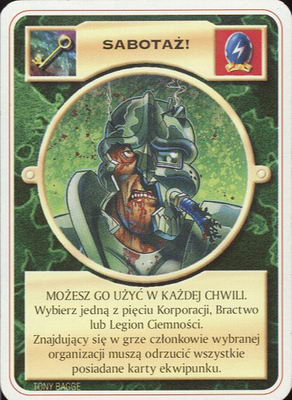 SABOTAŻ!
MOŻESZ GO UŻYĆ W KAŻDEJ CHWILI.
Wybierz jedną z pięciu Korporacji, Bractwo
lub Legion Ciemności.
Znajdujący się w grze członkowie wybranej
organizacji muszą odrzucić wszystkie
posiadane karty ekwipunku.
TONY BAGGE